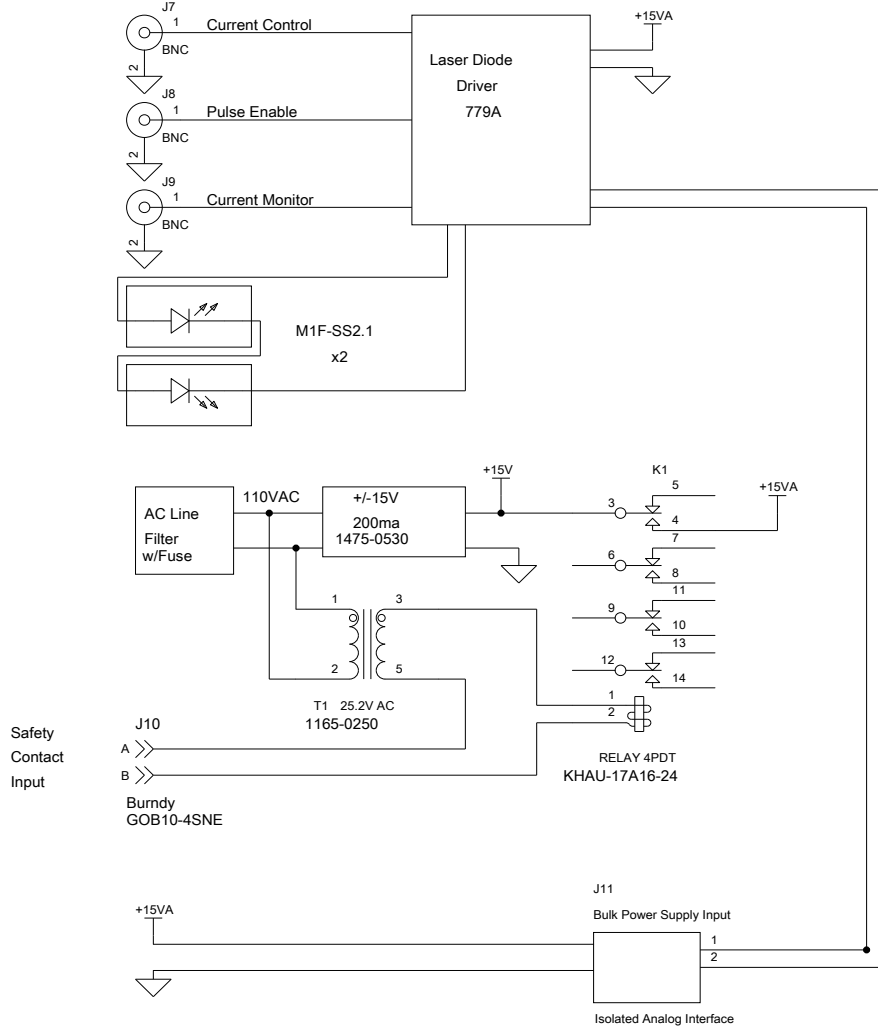 J7
1
Current Control
BNC
2
J8
1
Pulse Enable
BNC
2
J9
1
Current Monitor
BNC
2
Laser Diode
Driver
779A
+15VA
M1F-SS2.1
x2
AC Line
Filter
w/Fuse
110VAC
+/-15V
200ma
1475-0530
+15V
K1
+15VA
3
5
4
6
7
8
9
11
10
12
13
14
1
2
RELAY 4PDT
KHAU-17A16-24
1
3
2
5
T1 25.2V AC
1165-0250
Safety
Contact
Input
J10
A
B
Burndy
GOB10-4SNE
+15VA
J11
Bulk Power Supply Input
1
2
Isolated Analog Interface